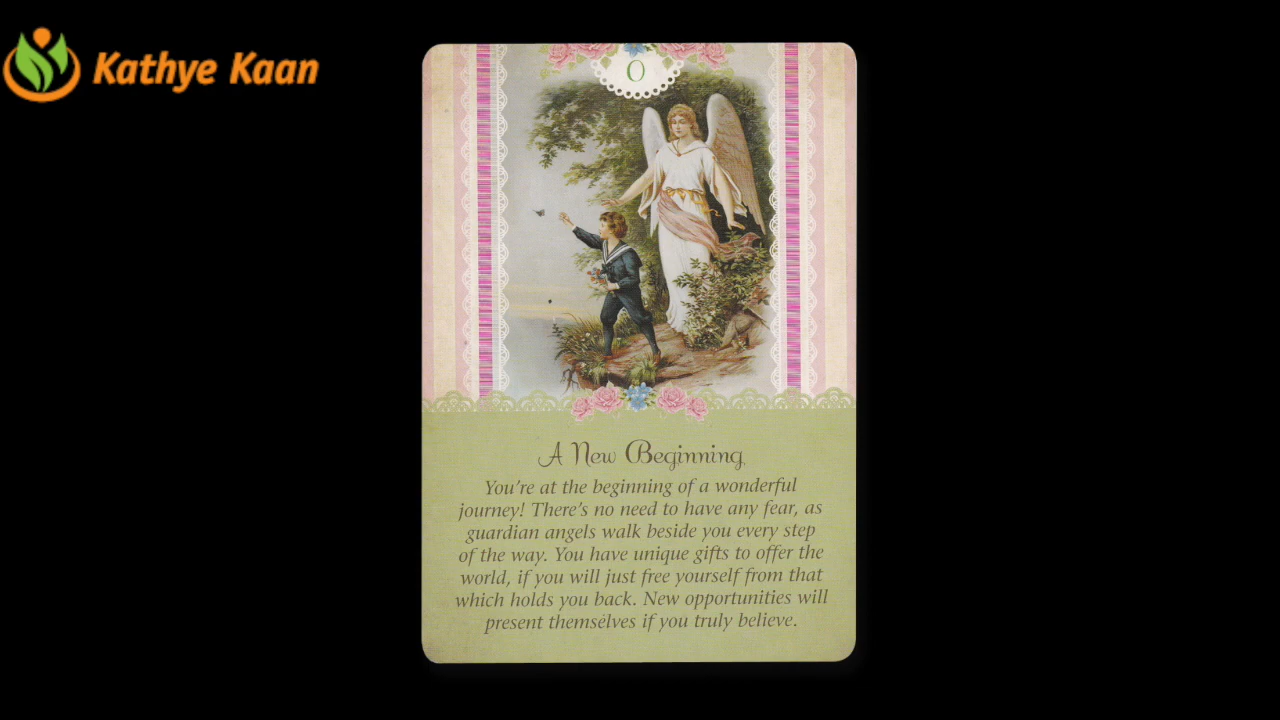 Kathye Kaan
0
A New Beginning
You're at the beginning of a wonderful
journey! There's no need to have any fear, as
guardian angels walk beside you every step
of the way. You have unique gifts to offer the
world, if you will just free yourself from that
which holds you back. New opportunities will
present themselves if you truly believe.